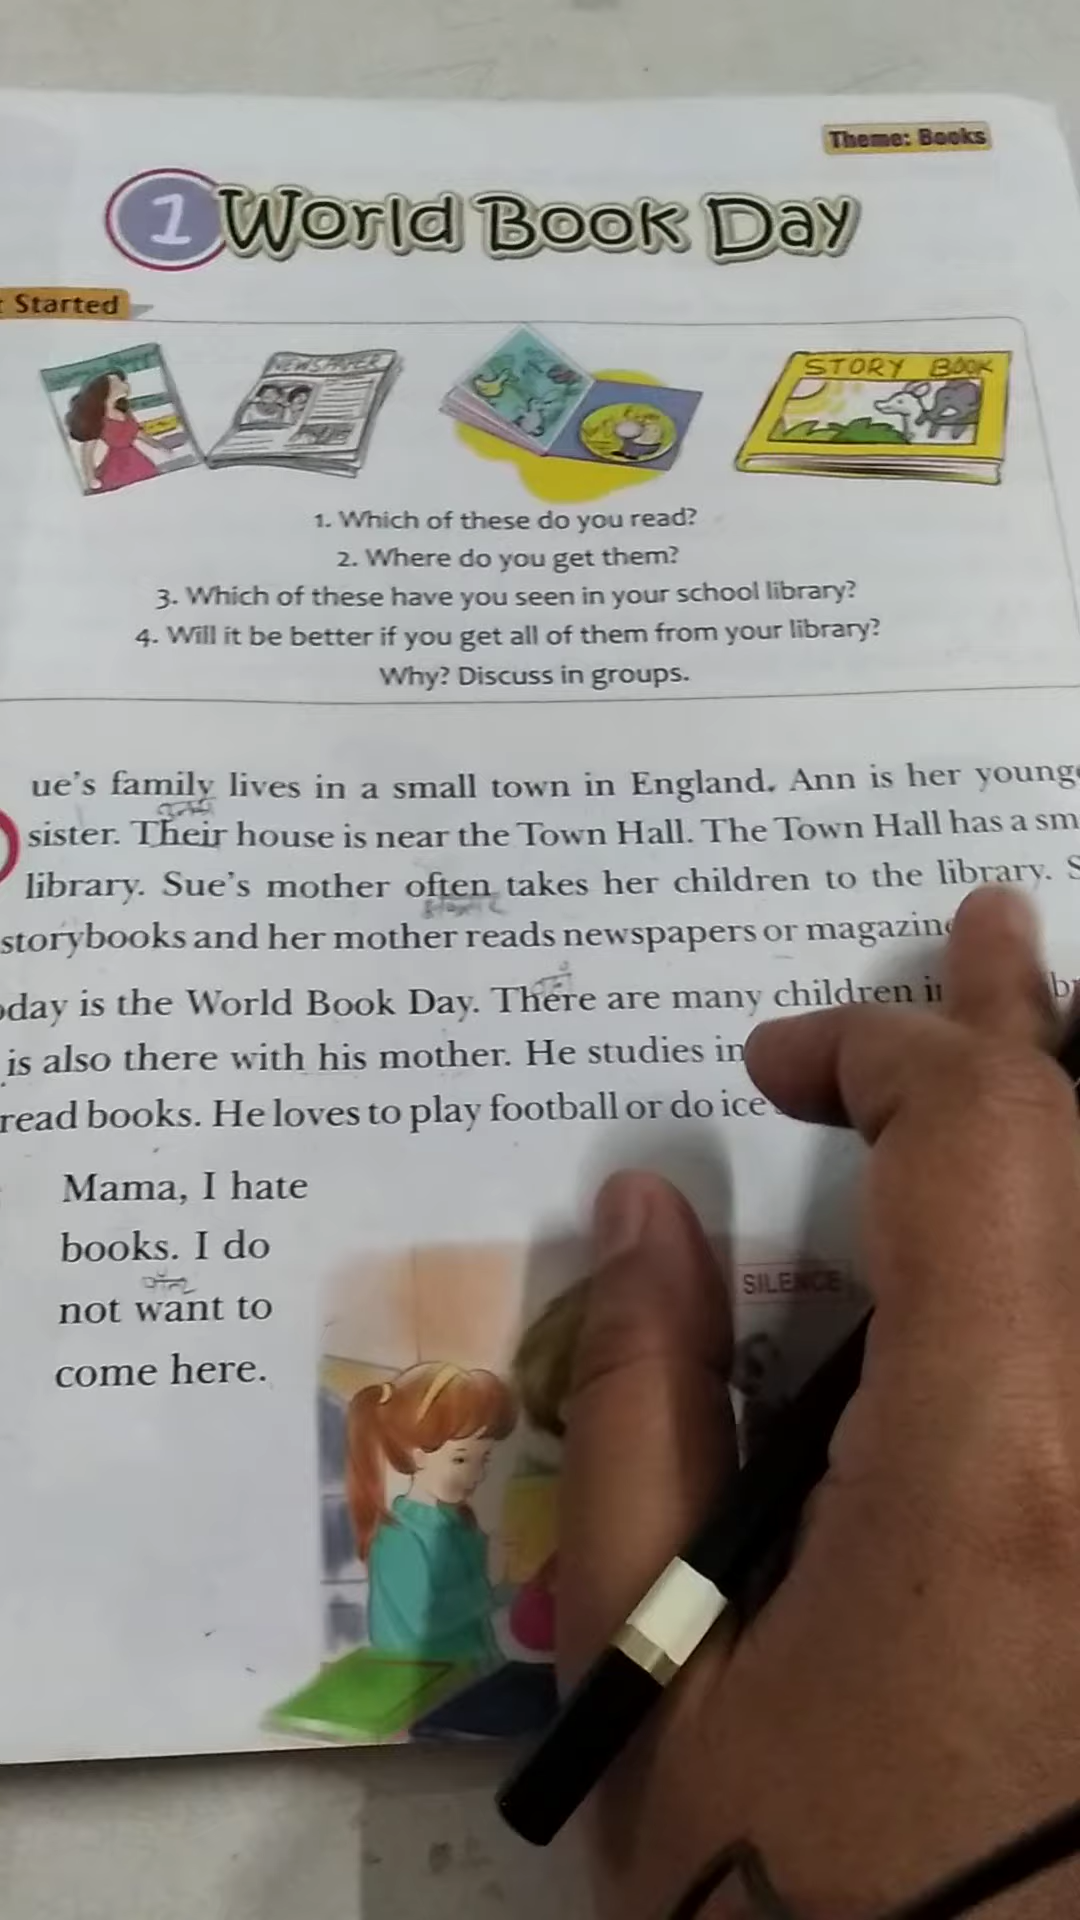 Theme: Books
1 World Book Day
Started
NEWSPAPER
STORY BOOK
1. Which of these do you read?
2. Where do you get them?
3. Which of these have you seen in your school library?
4. Will it be better if you get all of them from your library?
Why? Discuss in groups.
ue's family lives in a small town in England. Ann is her
sister. Their house is near the Town Hall. The Town Hall has a
library. Sue's mother often takes her children to the library.
storybooks and her mother reads newspapers or
day is the World Book Day. There are many children
is also there with his mother. He studies in
read books. He loves to play football or do ice
Mama, I hate
books. I do
not want to
come here.
SILENCE